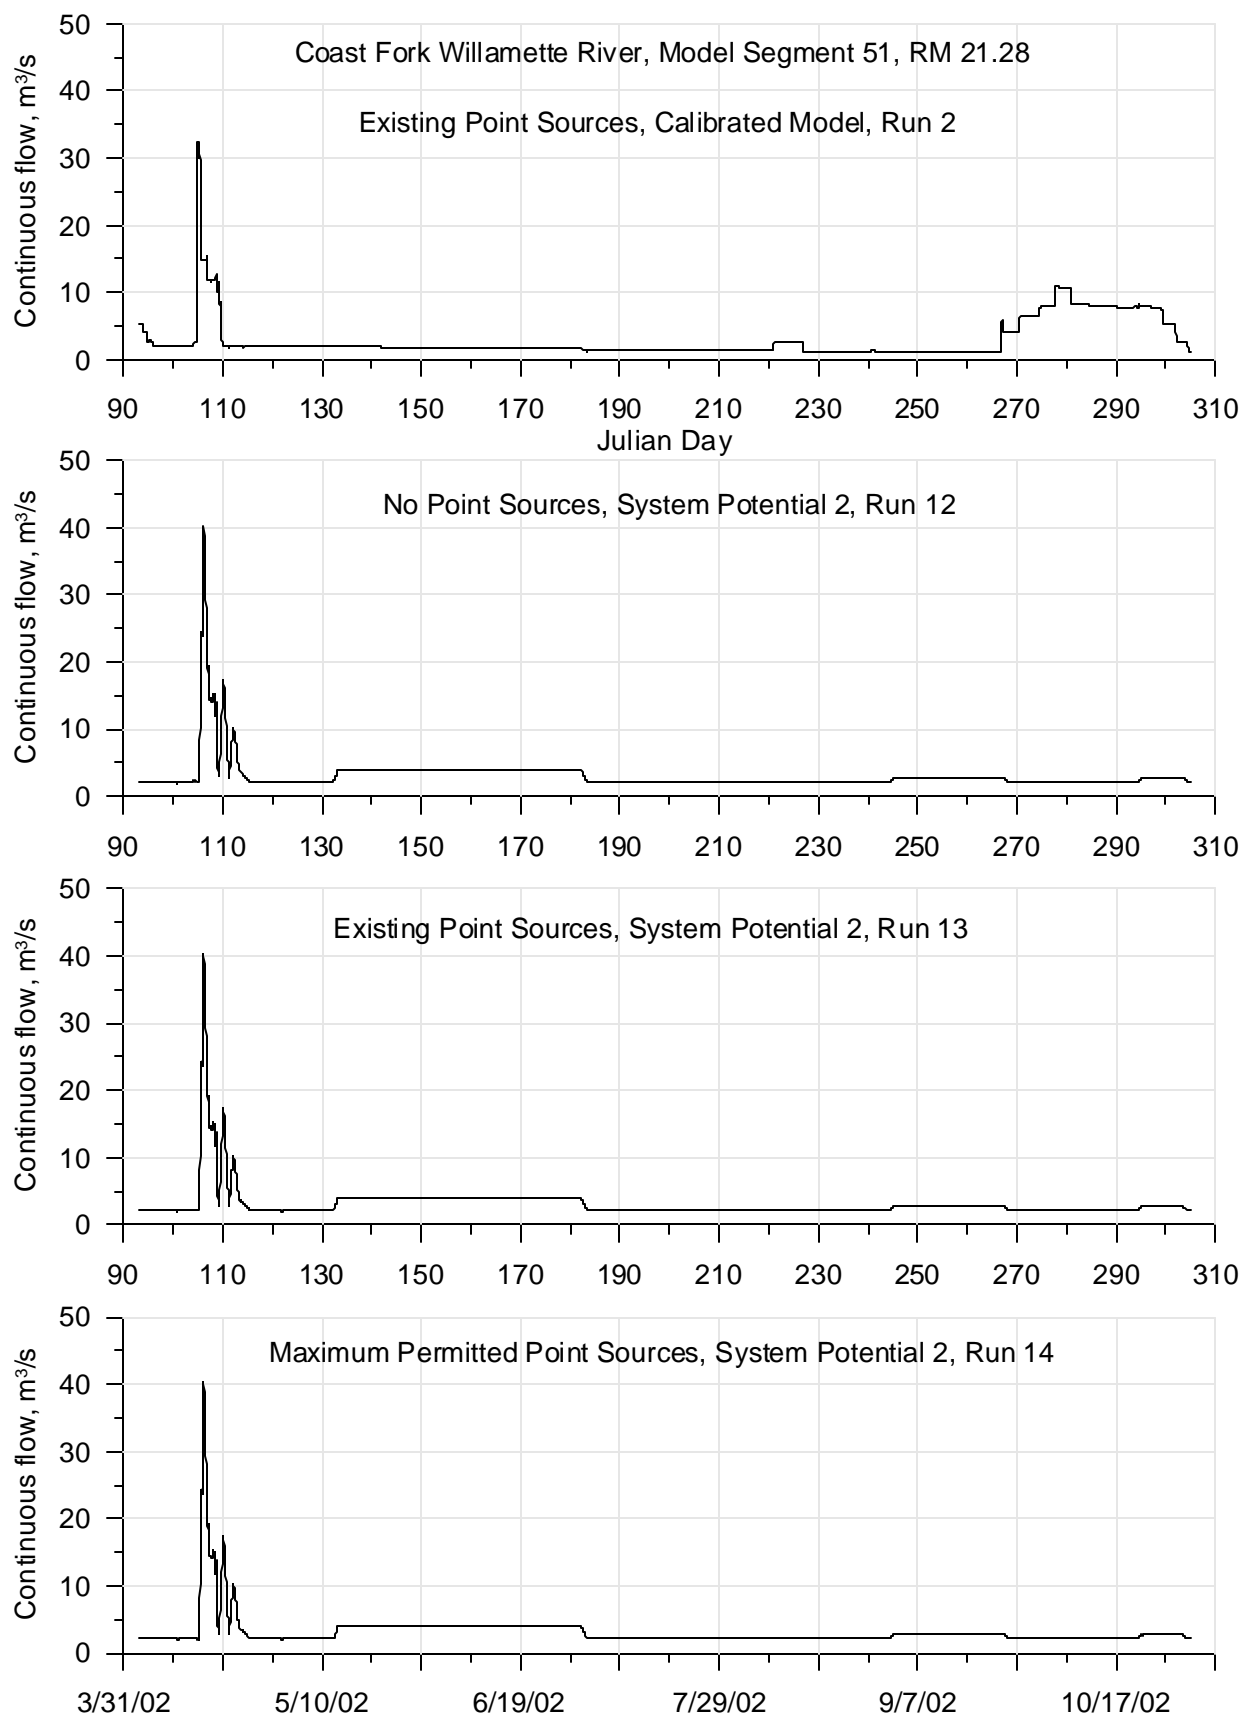 Coast Fork Willamette River, Model Segment 51, RM 21.28
Existing Point Sources, Calibrated Model, Run 2
Continuous flow, m³/s
50
40
30
20
10
0
90 110 130 150 170 190 210 230 250 270 290 310
Julian Day
No Point Sources, System Potential 2, Run 12
Continuous flow, m³/s
50
40
30
20
10
0
90 110 130 150 170 190 210 230 250 270 290 310
Existing Point Sources, System Potential 2, Run 13
Continuous flow, m³/s
50
40
30
20
10
0
90 110 130 150 170 190 210 230 250 270 290 310
Maximum Permitted Point Sources, System Potential 2, Run 14
Continuous flow, m³/s
50
40
30
20
10
0
3/31/02 5/10/02 6/19/02 7/29/02 9/7/02 10/17/02